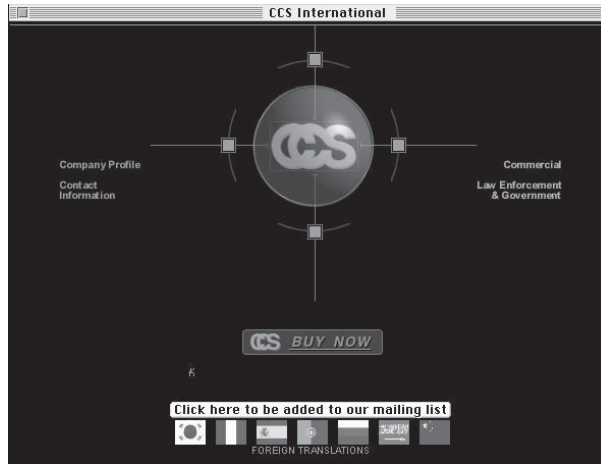 CCS International
CCS
Company Profile
Contact
Information
Commercial
Law Enforcement
& Government
CCS BUY NOW
K
Click here to be added to our mailing list
FOREIGN TRANSLATIONS